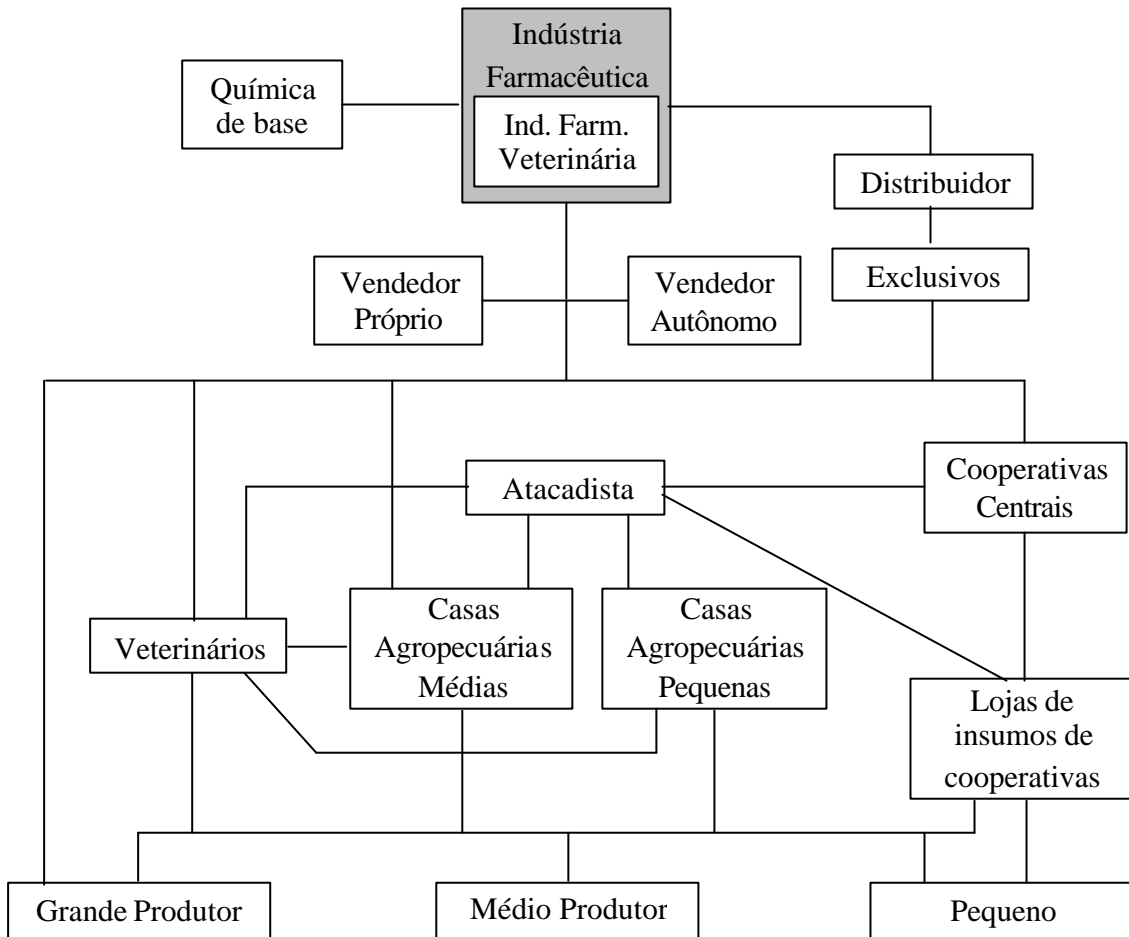 Indústria
Farmacêutica
Química
de base
Ind. Farm.
Veterinária
Distribuidor
Exclusivos
Vendedor
Próprio
Vendedor
Autônomo
Cooperativas
Centrais
Atacadista
Veterinários
Casas
Agropecuárias
Médias
Casas
Agropecuárias
Pequenas
Lojas de
insumos de
cooperativas
Grande Produtor
Médio Produtor
Pequeno